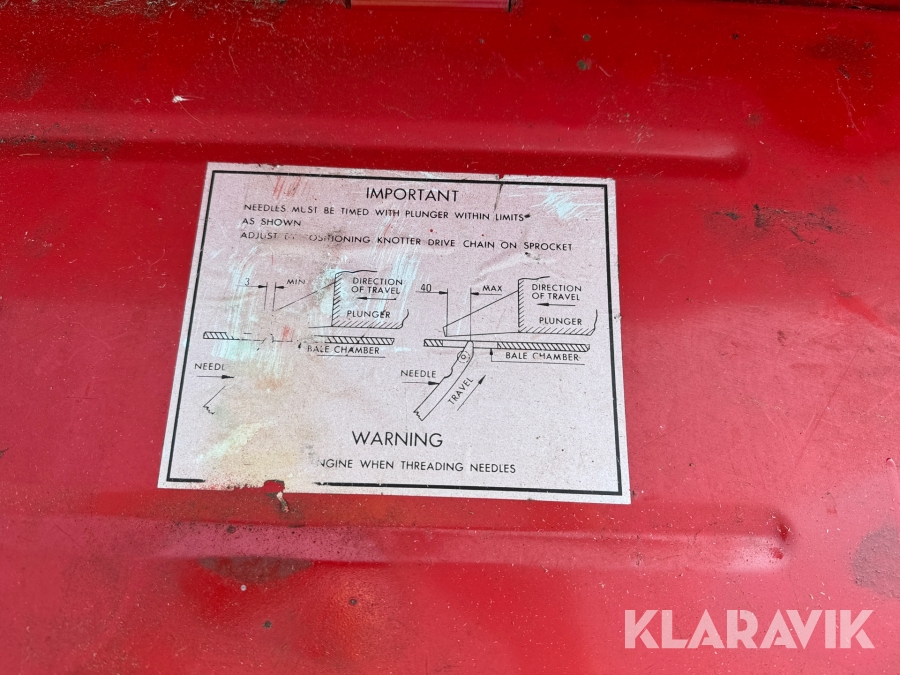 IMPORTANT
NEEDLES MUST BE TIMED WITH PLUNGER WITHIN LIMITS
AS SHOWN
ADJUST KNOTTER DRIVE CHAIN ON SPROCKET
3 MIN
DIRECTION
OF TRAVEL
PLUNGER
BALE CHAMBER
40 MAX
DIRECTION
OF TRAVEL
PLUNGER
BALE CHAMBER
NEEDLE
TRAVEL
WARNING
WHEN THREADING NEEDLES
KLARAVIK